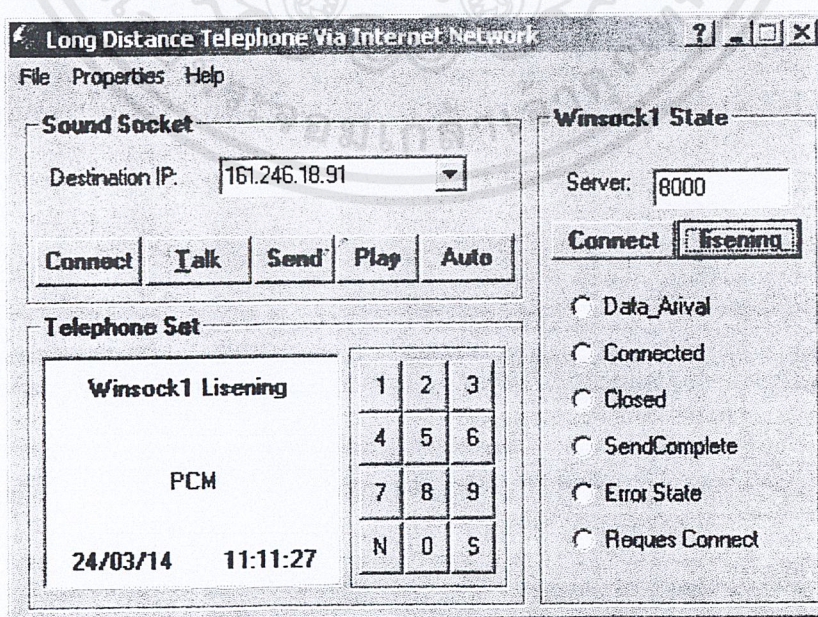 Long Distance Telephone Via Internet Network
File Properties Help
Sound Socket
Destination IP: 161.246.18.91
Connect Talk Send Play Auto
Winsock1 State
Server: 8000
Connect lisening
Data_Arival
Connected
Closed
SendComplete
Error State
Reques Connect
Telephone Set
Winsock1 Lisening
PCM
24/03/14 11:11:27
1 2 3
4 5 6
7 8 9
N 0 S